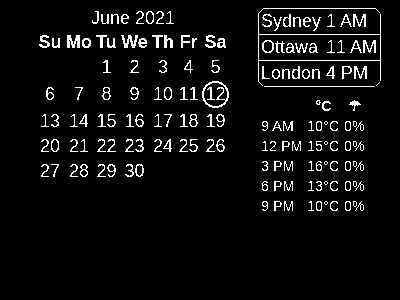 June 2021
Su Mo Tu We Th Fr Sa
1 2 3 4 5
6 7 8 9 10 11 12
13 14 15 16 17 18 19
20 21 22 23 24 25 26
27 28 29 30
Sydney 1 AM
Ottawa 11 AM
London 4 PM
°C ☂
9 AM 10°C 0%
12 PM 15°C 0%
3 PM 16°C 0%
6 PM 13°C 0%
9 PM 10°C 0%